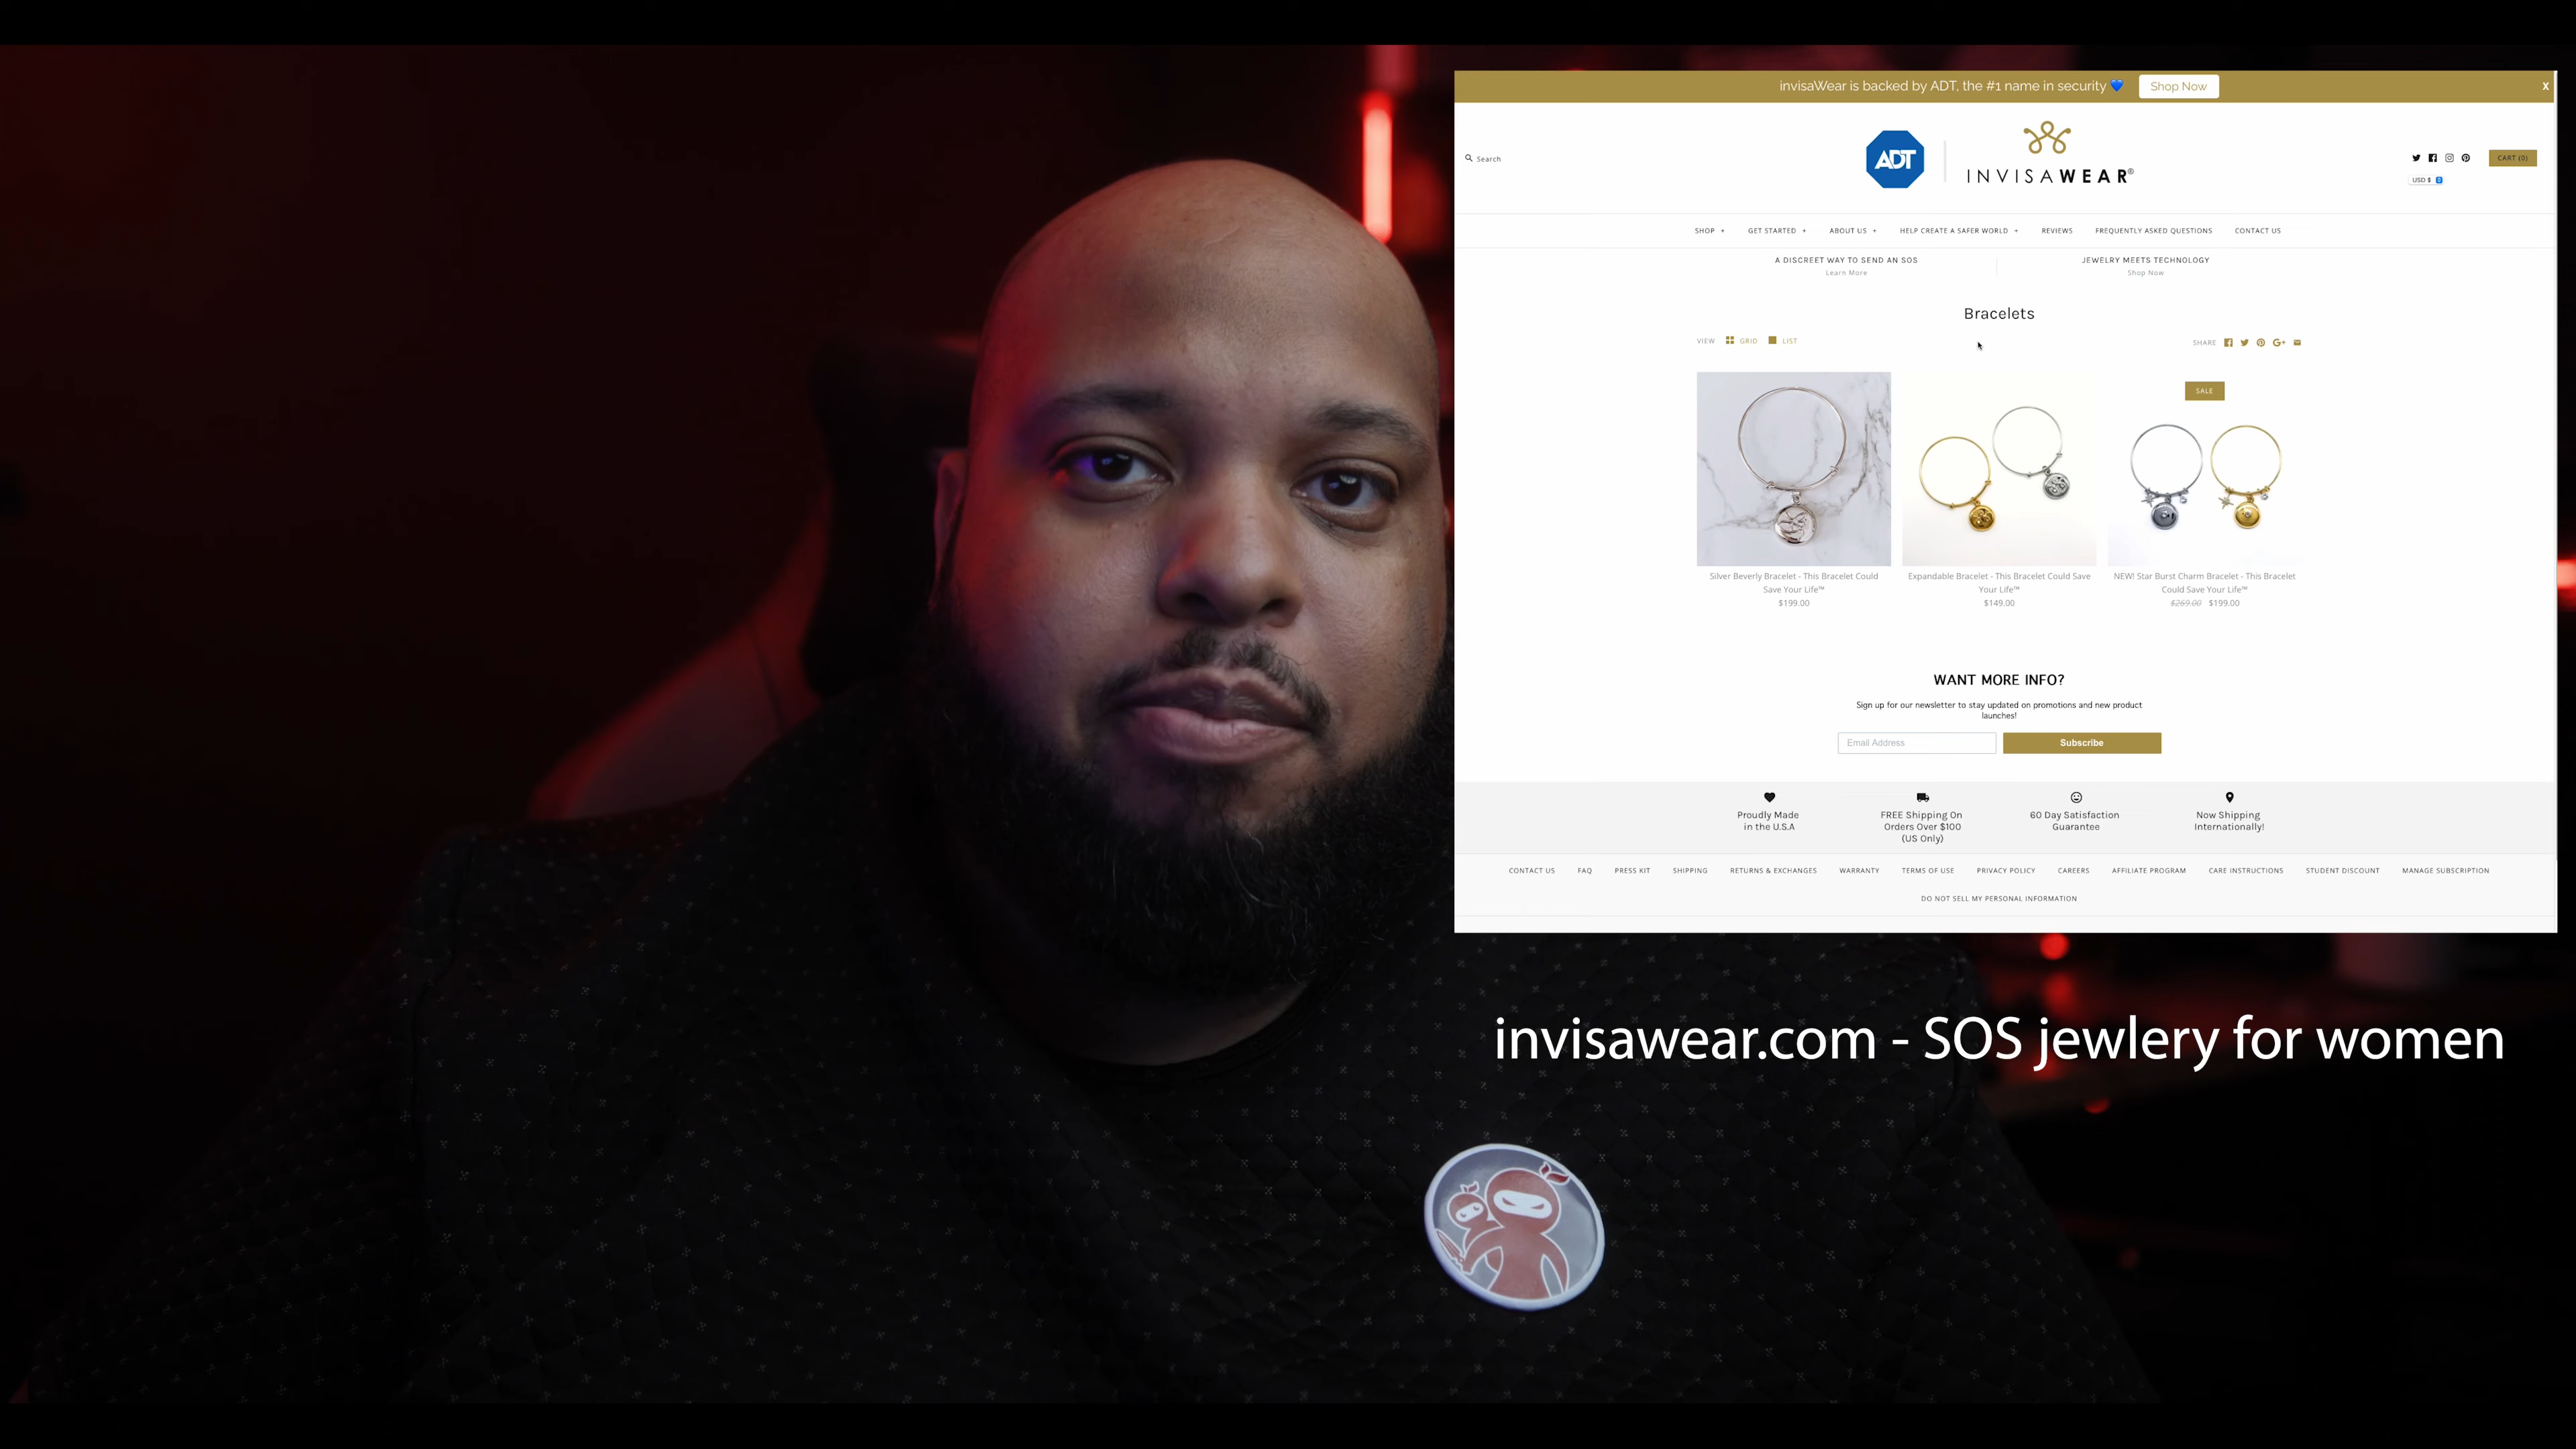 invisaWear is backed by ADT, the #1 name in security 💙 Shop Now X
Search
ADT
INVISAWEAR®
CART (0)
USD $
SHOP + GET STARTED + ABOUT US + HELP CREATE A SAFER WORLD + REVIEWS FREQUENTLY ASKED QUESTIONS CONTACT US
A DISCREET WAY TO SEND AN SOS JEWELRY MEETS TECHNOLOGY
Learn More Shop Now
Bracelets
VIEW GRID LIST
SHARE G+
SALE
Silver Beverly Bracelet - This Bracelet Could
Save Your Life™
$199.00
Expandable Bracelet - This Bracelet Could Save
Your Life™
$149.00
NEW! Star Burst Charm Bracelet - This Bracelet
Could Save Your Life™
$269.00 $199.00
WANT MORE INFO?
Sign up for our newsletter to stay updated on promotions and new product
launches!
Email Address Subscribe
Proudly Made
in the U.S.A
FREE Shipping On
Orders Over $100
(US Only)
60 Day Satisfaction
Guarantee
Now Shipping
Internationally!
CONTACT US FAQ PRESS KIT SHIPPING RETURNS & EXCHANGES WARRANTY TERMS OF USE PRIVACY POLICY CAREERS AFFILIATE PROGRAM CARE INSTRUCTIONS STUDENT DISCOUNT MANAGE SUBSCRIPTION
DO NOT SELL MY PERSONAL INFORMATION
invisawear.com - SOS jewlery for women